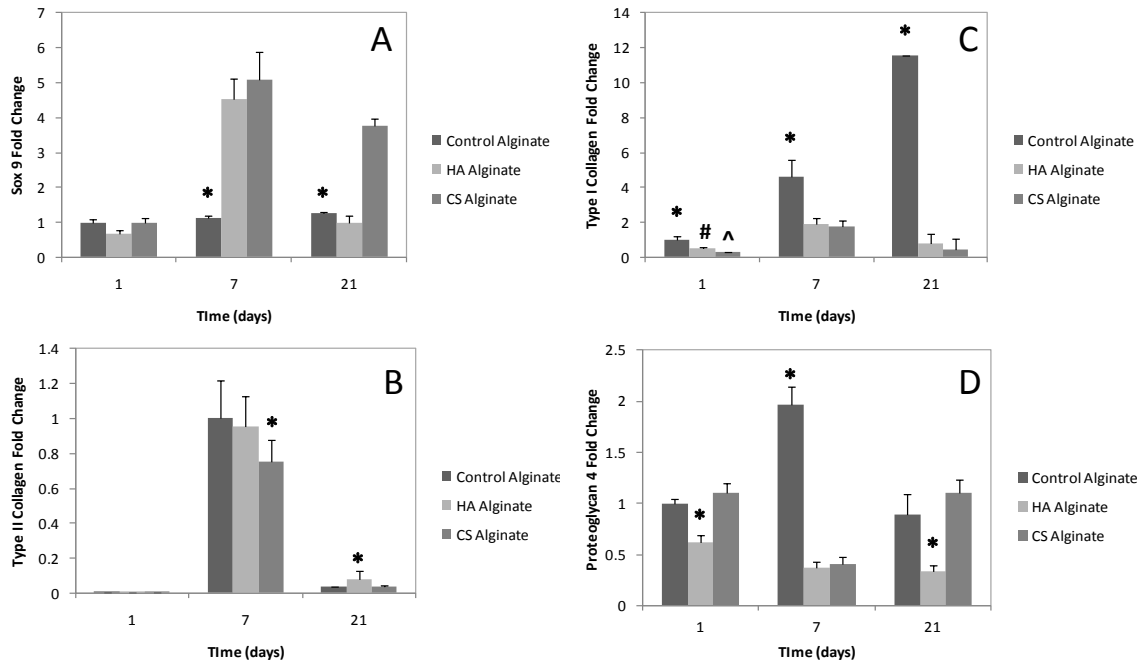 A
Sox 9 Fold Change
7
6
5
4
3
2
1
0
*
*
1
7
21
TIme (days)
Control Alginate
HA Alginate
CS Alginate
C
Type I Collagen Fold Change
14
12
10
8
6
4
2
0
*
#
^
*
*
1
7
21
TIme (days)
Control Alginate
HA Alginate
CS Alginate
B
Type II Collagen Fold Change
1.4
1.2
1
0.8
0.6
0.4
0.2
0
*
*
1
7
21
TIme (days)
Control Alginate
HA Alginate
CS Alginate
D
Proteoglycan 4 Fold Change
2.5
2
1.5
1
0.5
0
*
*
*
1
7
21
TIme (days)
Control Alginate
HA Alginate
CS Alginate